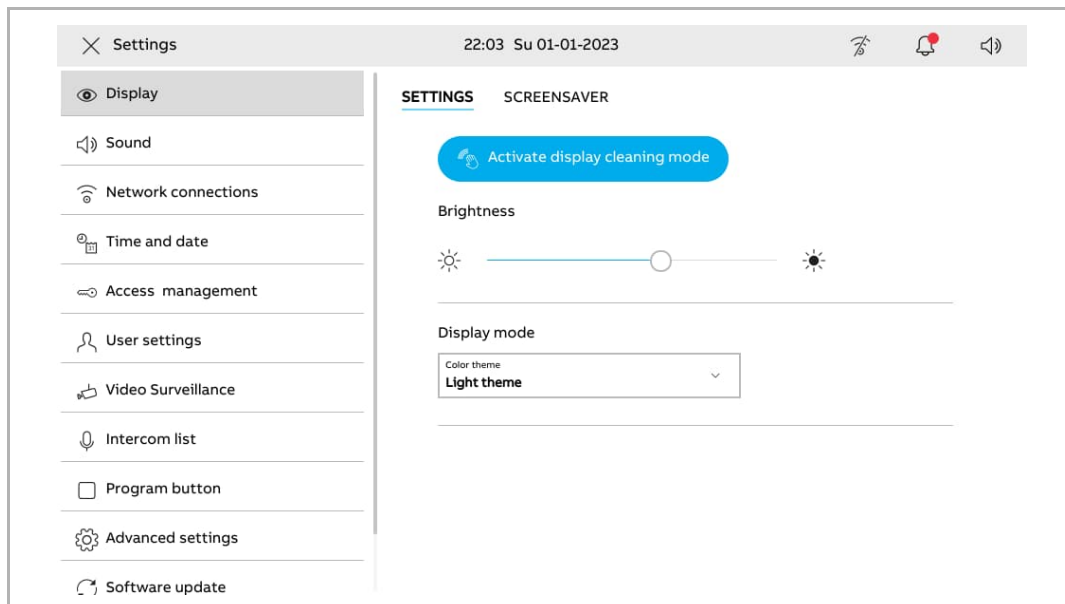 Settings
22:03 Su 01-01-2023
Display
Sound
Network connections
Time and date
Access management
User settings
Video Surveillance
Intercom list
Program button
Advanced settings
Software update
SETTINGS SCREENSAVER
Activate display cleaning mode
Brightness
Display mode
Color theme
Light theme